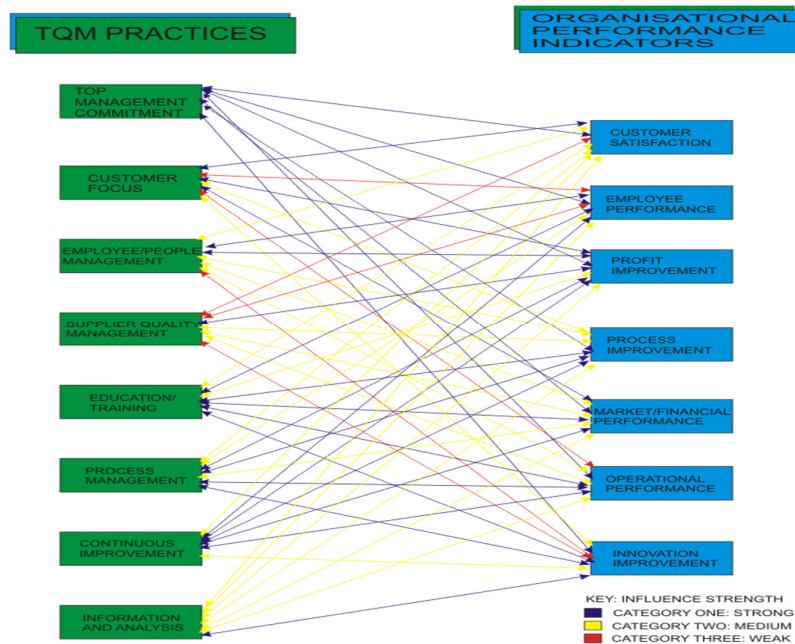 TQM PRACTICES
ORGANISATIONAL
PERFORMANCE
INDICATORS
TOP
MANAGEMENT
COMMITMENT
CUSTOMER
FOCUS
EMPLOYEE/PEOPLE
MANAGEMENT
SUPPLIER QUALITY
MANAGEMENT
EDUCATION/
TRAINING
PROCESS
MANAGEMENT
CONTINUOUS
IMPROVEMENT
INFORMATION
AND ANALYSIS
CUSTOMER
SATISFACTION
EMPLOYEE
PERFORMANCE
PROFIT
IMPROVEMENT
PROCESS
IMPROVEMENT
MARKET/FINANCIAL
PERFORMANCE
OPERATIONAL
PERFORMANCE
INNOVATION
IMPROVEMENT
KEY: INFLUENCE STRENGTH
CATEGORY ONE: STRONG
CATEGORY TWO: MEDIUM
CATEGORY THREE: WEAK